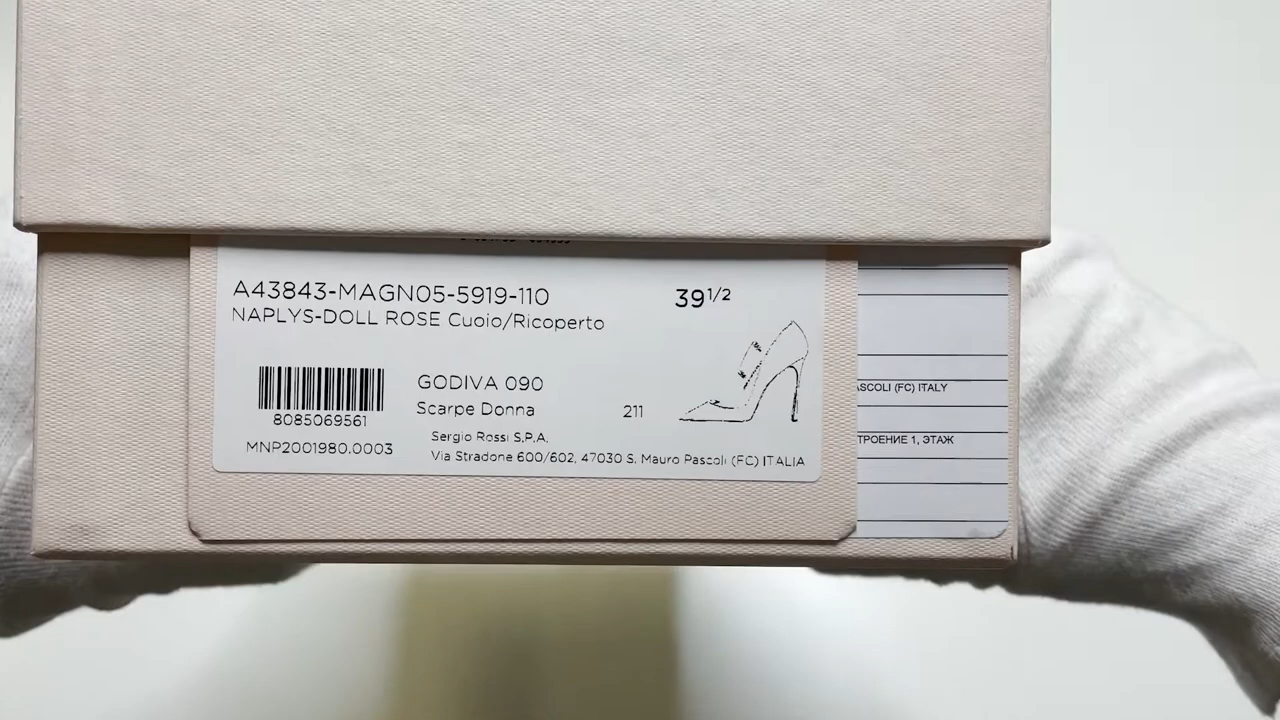 A43843-MAGN05-5919-110
39 1/2
NAPLYS-DOLL ROSE Cuoio/Ricoperto
8085069561
GODIVA 090
Scarpe Donna
211
MNP2001980.0003
Sergio Rossi S.P.A.
Via Stradone 600/602, 47030 S. Mauro Pascoli (FC) ITALIA
ASCOLI (FC) ITALY
ТРОЕНИЕ 1, ЭТАЖ